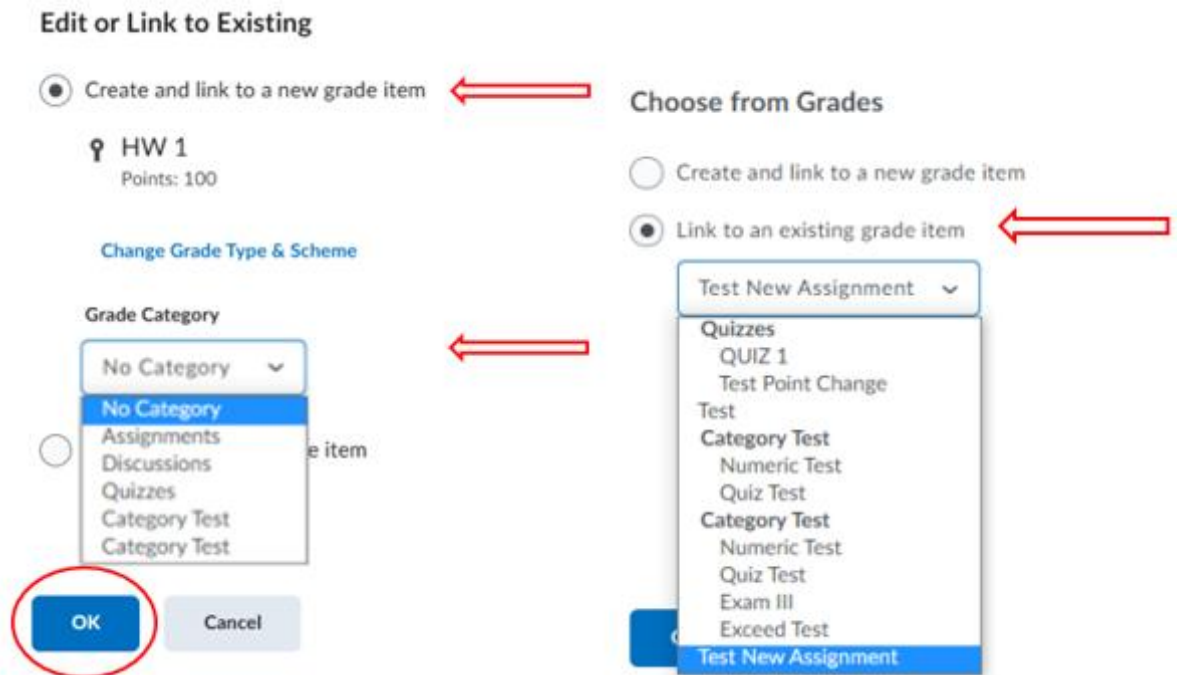 Edit or Link to Existing
Create and link to a new grade item
HW 1
Points: 100
Change Grade Type & Scheme
Grade Category
No Category
No Category
Assignments
Discussions
Quizzes
Category Test
Category Test
e item
OK
Cancel
Choose from Grades
Create and link to a new grade item
Link to an existing grade item
Test New Assignment
Quizzes
QUIZ 1
Test Point Change
Test
Category Test
Numeric Test
Quiz Test
Category Test
Numeric Test
Quiz Test
Exam III
Exceed Test
Test New Assignment